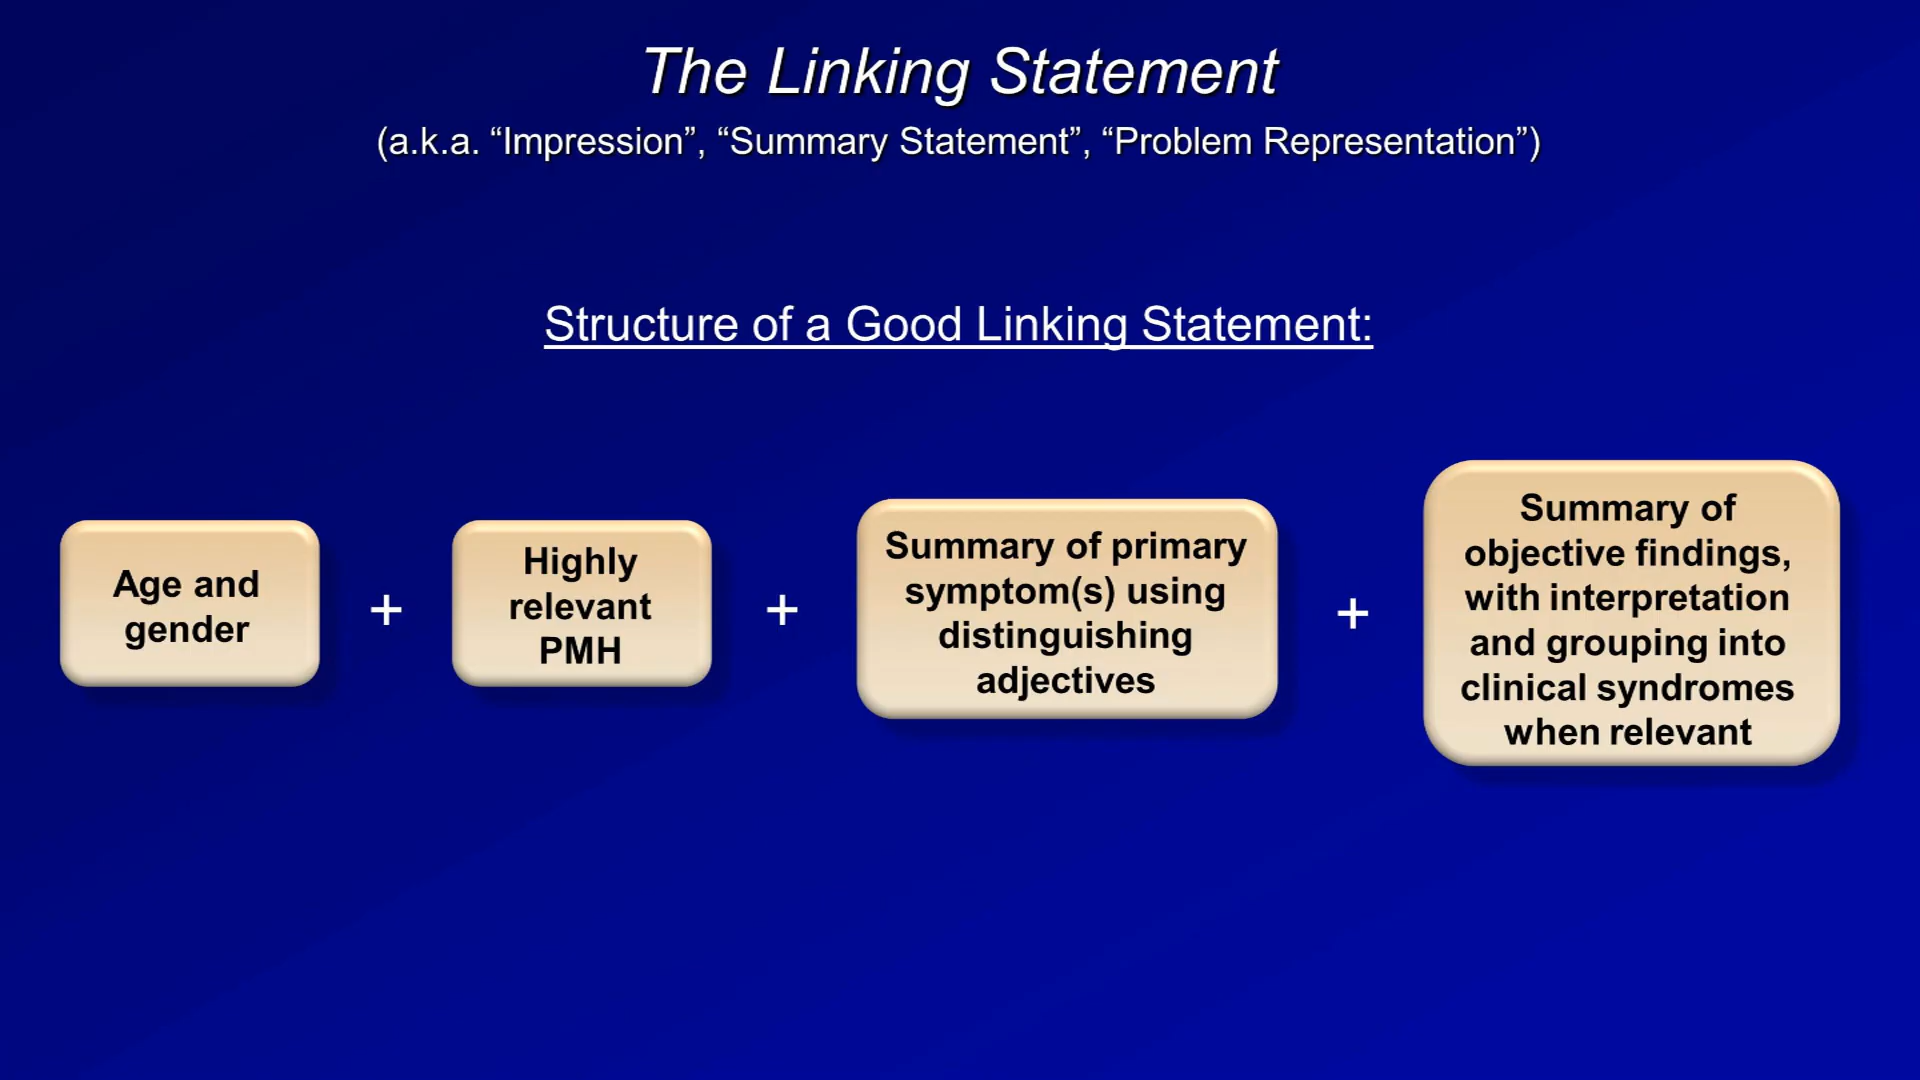 The Linking Statement
(a.k.a. “Impression”, “Summary Statement”, “Problem Representation”)
Structure of a Good Linking Statement:
Age and
gender
+
Highly
relevant
PMH
+
Summary of primary
symptom(s) using
distinguishing
adjectives
+
Summary of
objective findings,
with interpretation
and grouping into
clinical syndromes
when relevant